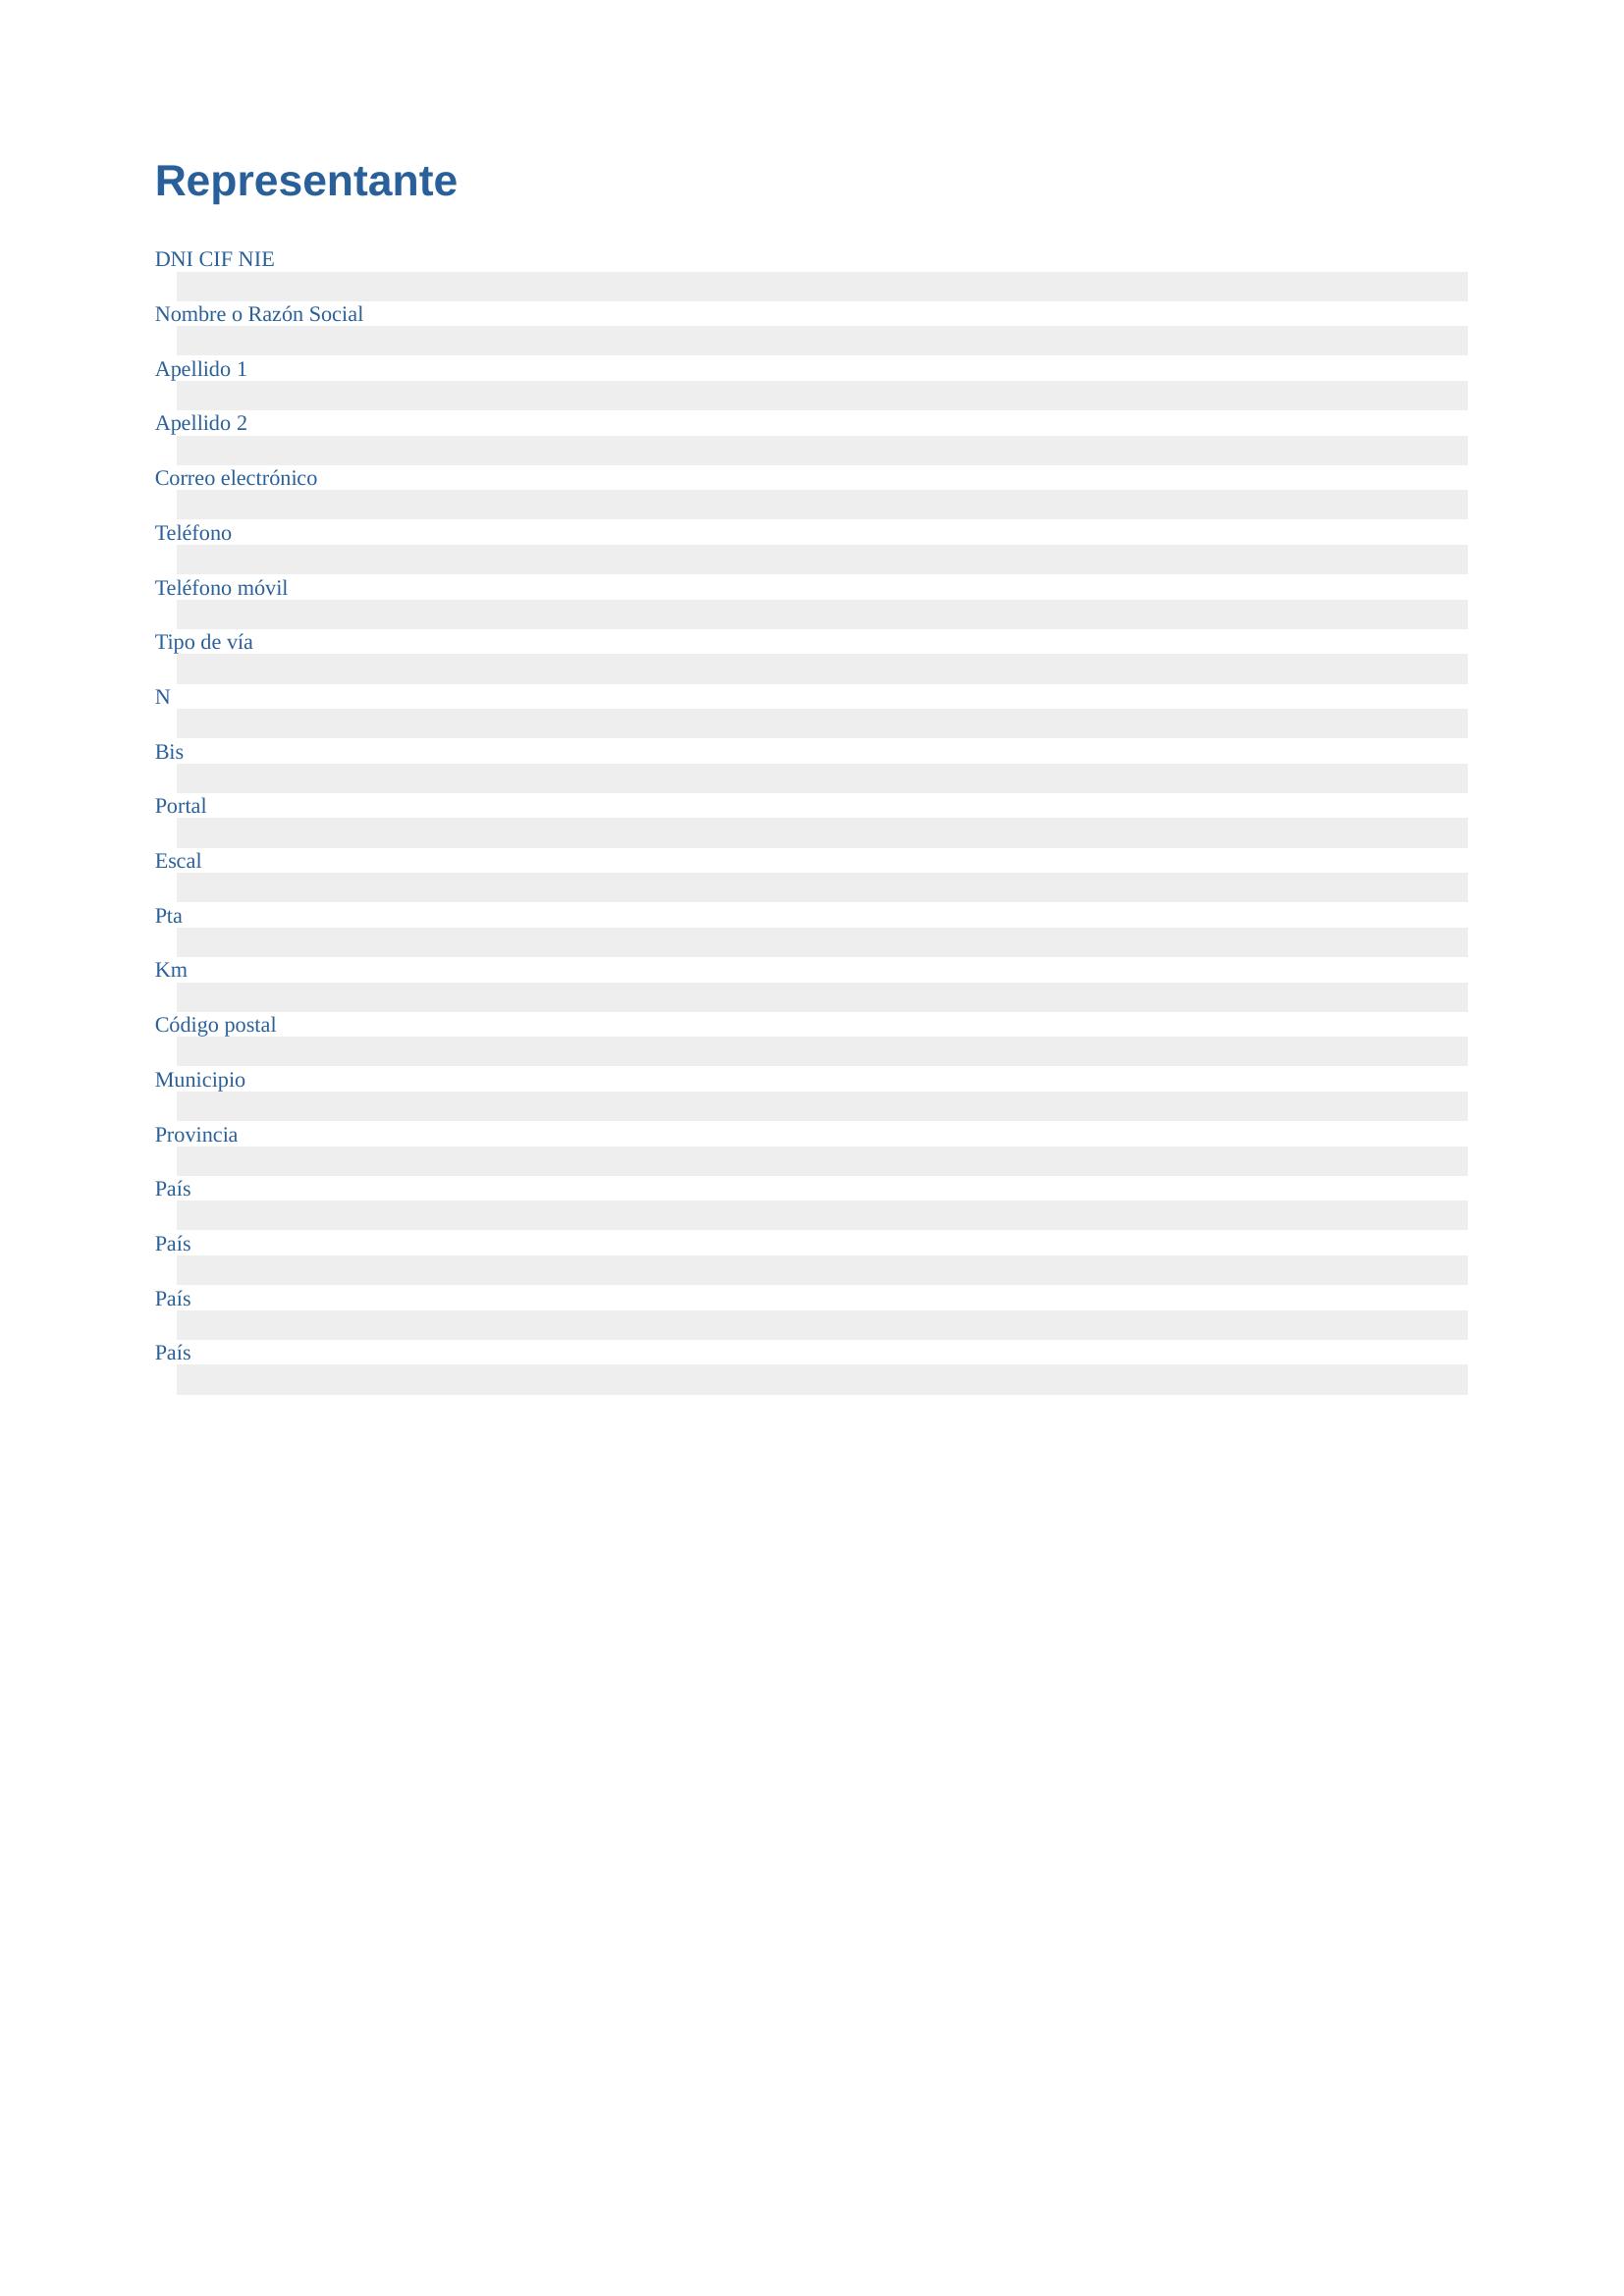 Representante
DNI CIF NIE
Nombre o Razón Social
Apellido 1
Apellido 2
Correo electrónico
Teléfono
Teléfono móvil
Tipo de vía
N
Bis
Portal
Escal
Pta
Km
Código postal
Municipio
Provincia
País
País
País
País